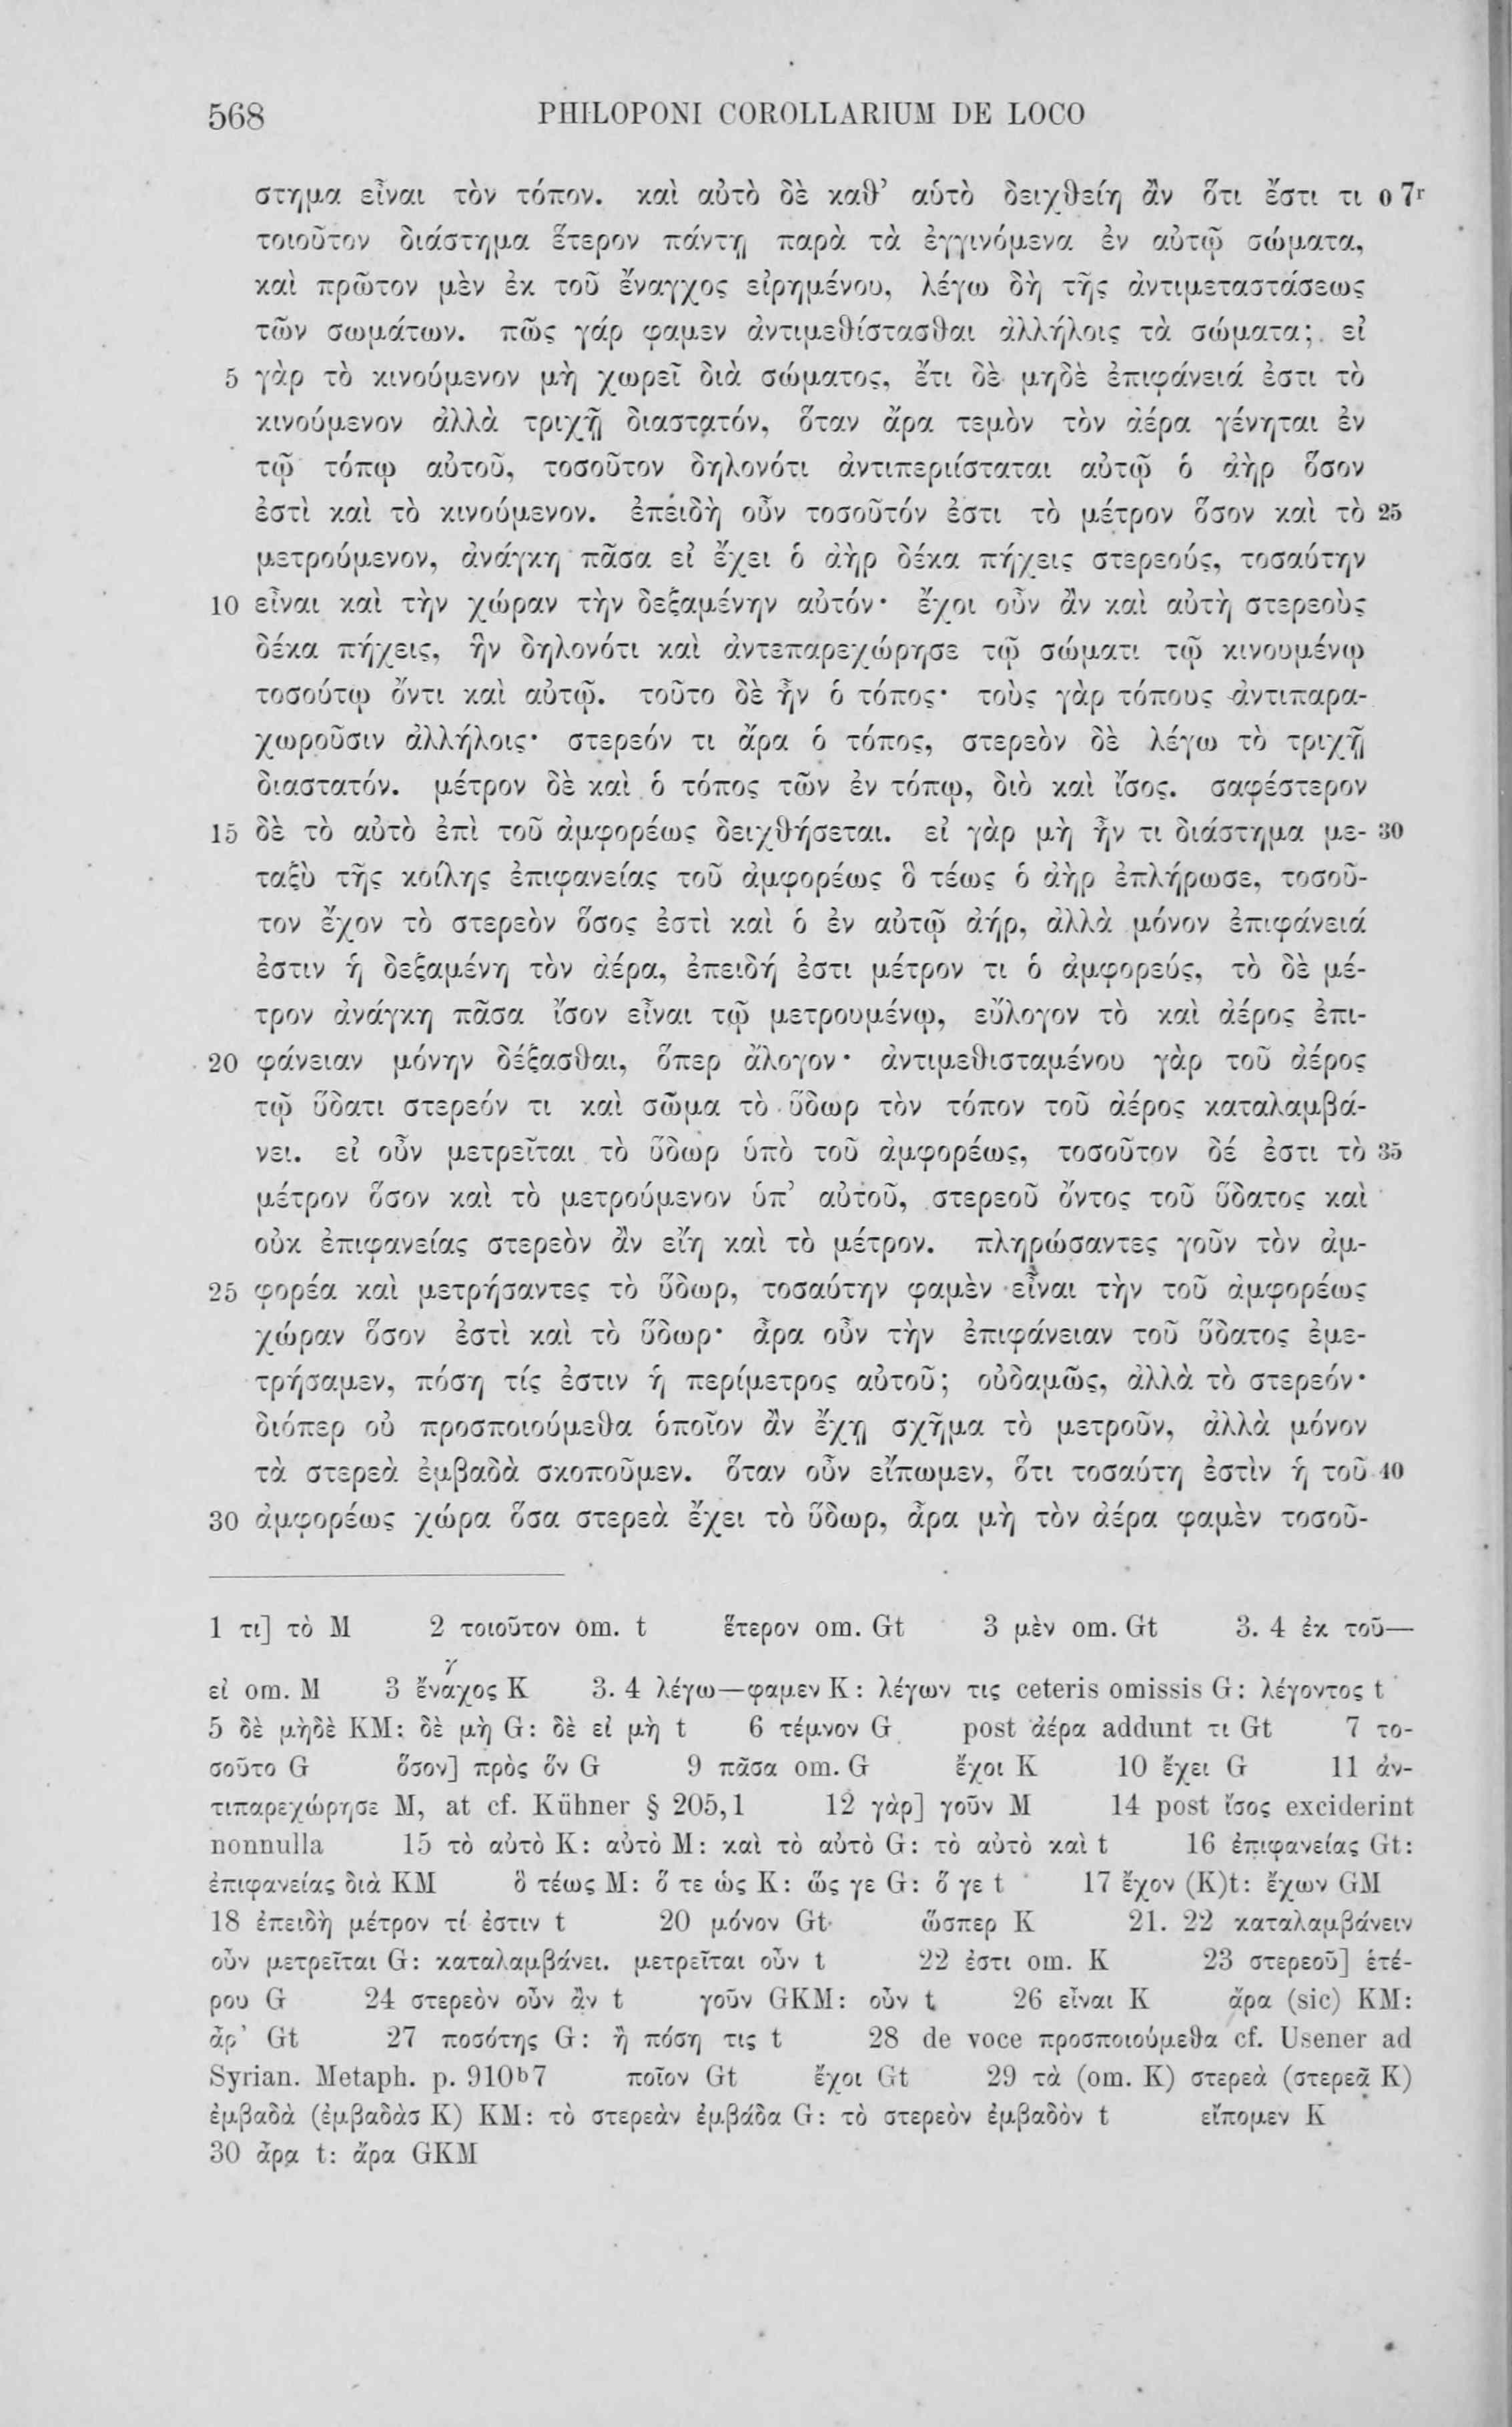 568 PHILOPONI COROLLARIUM DE LOCO
στημα εἶναι τὸν τόπον. καὶ αὐτὸ δὲ καθ’ αὑτὸ δειχθείη ἂν ὅτι ἔστι τι ο 7r
τοιοῦτον διάστημα ἕτερον πάντῃ παρὰ τὰ ἐγγινόμενα ἐν αὐτῷ σώματα,
καὶ πρῶτον μὲν ἐκ τοῦ ἔναγχος εἰρημένου, λέγω δὴ τῆς ἀντιμεταστάσεως
τῶν σωμάτων. πῶς γάρ φαμεν ἀντιμεθίστασθαι ἀλλήλοις τὰ σώματα; εἰ
5 γὰρ τὸ κινούμενον μὴ χωρεῖ διὰ σώματος, ἔτι δὲ μηδὲ ἐπιφάνειά ἐστι τὸ
κινούμενον ἀλλὰ τριχῇ διαστατόν, ὅταν ἄρα τεμὸν τὸν ἀέρα γένηται ἐν
τῷ τόπῳ αὐτοῦ, τοσοῦτον δηλονότι ἀντιπεριίσταται αὐτῷ ὁ ἀὴρ ὅσον
ἐστὶ καὶ τὸ κινούμενον. ἐπειδὴ οὖν τοσοῦτόν ἐστι τὸ μέτρον ὅσον καὶ τὸ 25
μετρούμενον, ἀνάγκη πᾶσα εἰ ἔχει ὁ ἀὴρ δέκα πήχεις στερεούς, τοσαύτην
10 εἶναι καὶ τὴν χώραν τὴν δεξαμένην αὐτόν· ἔχοι οὖν ἂν καὶ αὐτὴ στερεοὺς
δέκα πήχεις, ἣν δηλονότι καὶ ἀντεπαρεχώρησε τῷ σώματι τῷ κινουμένῳ
τοσούτῳ ὄντι καὶ αὐτῷ. τοῦτο δὲ ἦν ὁ τόπος· τοὺς γὰρ τόπους ἀντιπαρα-
χωροῦσιν ἀλλήλοις· στερεόν τι ἄρα ὁ τόπος, στερεὸν δὲ λέγω τὸ τριχῇ
διαστατόν. μέτρον δὲ καὶ ὁ τόπος τῶν ἐν τόπῳ, διὸ καὶ ἴσος. σαφέστερον
15 δὲ τὸ αὐτὸ ἐπὶ τοῦ ἀμφορέως δειχθήσεται. εἰ γὰρ μὴ ἦν τι διάστημα με- 30
ταξὺ τῆς κοίλης ἐπιφανείας τοῦ ἀμφορέως ὃ τέως ὁ ἀὴρ ἐπλήρωσε, τοσοῦ-
τον ἔχον τὸ στερεὸν ὅσος ἐστὶ καὶ ὁ ἐν αὐτῷ ἀήρ, ἀλλὰ μόνον ἐπιφάνειά
ἐστιν ἡ δεξαμένη τὸν ἀέρα, ἐπειδή ἐστι μέτρον τι ὁ ἀμφορεύς, τὸ δὲ μέ-
τρον ἀνάγκη πᾶσα ἴσον εἶναι τῷ μετρουμένῳ, εὔλογον τὸ καὶ ἀέρος ἐπι-
20 φάνειαν μόνην δέξασθαι, ὅπερ ἄλογον· ἀντιμεθισταμένου γὰρ τοῦ ἀέρος
τῷ ὕδατι στερεόν τι καὶ σῶμα τὸ ὕδωρ τὸν τόπον τοῦ ἀέρος καταλαμβά-
νει. εἰ οὖν μετρεῖται τὸ ὕδωρ ὑπὸ τοῦ ἀμφορέως, τοσοῦτον δέ ἐστι τὸ 35
μέτρον ὅσον καὶ τὸ μετρούμενον ὑπ’ αὐτοῦ, στερεοῦ ὄντος τοῦ ὕδατος καὶ
οὐκ ἐπιφανείας στερεὸν ἂν εἴη καὶ τὸ μέτρον. πληρώσαντες γοῦν τὸν ἀμ-
25 φορέα καὶ μετρήσαντες τὸ ὕδωρ, τοσαύτην φαμὲν εἶναι τὴν τοῦ ἀμφορέως
χώραν ὅσον ἐστὶ καὶ τὸ ὕδωρ· ἆρα οὖν τὴν ἐπιφάνειαν τοῦ ὕδατος ἐμε-
τρήσαμεν, πόση τίς ἐστιν ἡ περίμετρος αὐτοῦ; οὐδαμῶς, ἀλλὰ τὸ στερεόν·
διόπερ οὐ προσποιούμεθα ὁποῖον ἂν ἔχῃ σχῆμα τὸ μετροῦν, ἀλλὰ μόνον
τὰ στερεὰ ἐμβαδὰ σκοποῦμεν. ὅταν οὖν εἴπωμεν, ὅτι τοσαύτη ἐστὶν ἡ τοῦ 40
30 ἀμφορέως χώρα ὅσα στερεὰ ἔχει τὸ ὕδωρ, ἆρα μὴ τὸν ἀέρα φαμὲν τοσοῦ-
1 τι] τὸ M 2 τοιοῦτον om. t ἕτερον om. Gt 3 μὲν om. Gt 3. 4 ἐκ τοῦ—
γ
εἰ om. M 3 ἔναχος K 3. 4 λέγω—φαμεν K: λέγων τις ceteris omissis G: λέγοντος t
5 δὲ μὴδὲ KM: δὲ μὴ G: δὲ εἰ μὴ t 6 τέμνον G post ἀέρα addunt τι Gt 7 το-
σοῦτο G ὅσον] πρὸς ὅν G 9 πᾶσα om. G ἔχοι K 10 ἔχει G 11 ἀν-
τιπαρεχώρησε M, at cf. Kühner § 205,1 12 γὰρ] γοῦν M 14 post ἴσος exciderint
nonnulla 15 τὸ αὐτὸ K: αὐτὸ M: καὶ τὸ αὐτὸ G: τὸ αὐτὸ καὶ t 16 ἐπιφανείας Gt:
ἐπιφανείας διὰ KM ὃ τέως M: ὅ τε ὡς K: ὥς γε G: ὅ γε t 17 ἔχον (K)t: ἔχων GM
18 ἐπειδὴ μέτρον τί ἐστιν t 20 μόνον Gt ὥσπερ K 21. 22 καταλαμβάνειν
οὖν μετρεῖται G: καταλαμβάνει. μετρεῖται οὖν t 22 ἐστι om. K 23 στερεοῦ] ἑτέ-
ρου G 24 στερεὸν οὖν ἂν t γοῦν GKM: οὖν t 26 εἶναι K ἄρα (sic) KM:
ἆρ’ Gt 27 ποσότης G: ἢ πόση τις t 28 de voce προσποιούμεθα cf. Usener ad
Syrian. Metaph. p. 910b7 ποῖον Gt ἔχοι Gt 29 τὰ (om. K) στερεὰ (στερεᾶ K)
ἐμβαδὰ (ἐμβαδὰσ K) KM: τὸ στερεὰν ἐμβάδα G: τὸ στερεὸν ἐμβαδὸν t εἴπομεν K
30 ἆρα t: ἄρα GKM